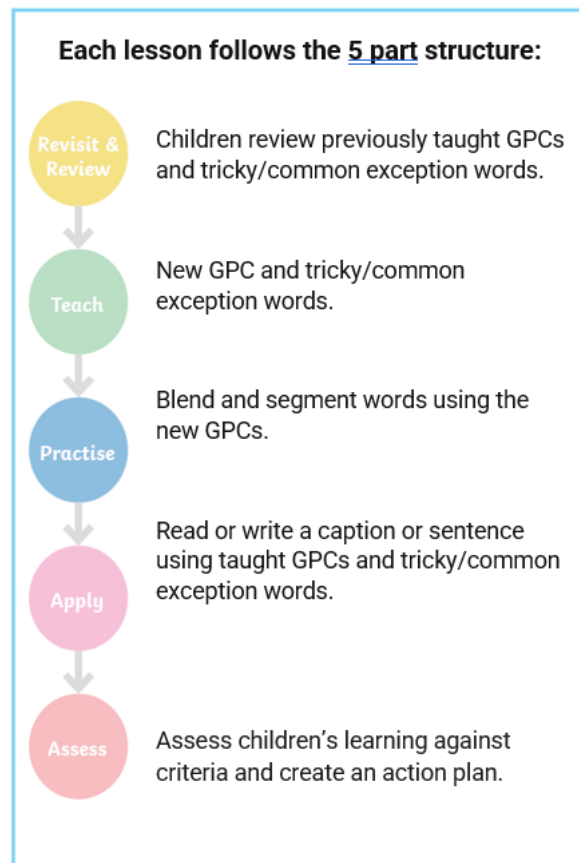 Each lesson follows the 5 part structure:
Revisit &
Review
Children review previously taught GPCs
and tricky/common exception words.
Teach
New GPC and tricky/common
exception words.
Practise
Blend and segment words using the
new GPCs.
Apply
Read or write a caption or sentence
using taught GPCs and tricky/common
exception words.
Assess
Assess children’s learning against
criteria and create an action plan.